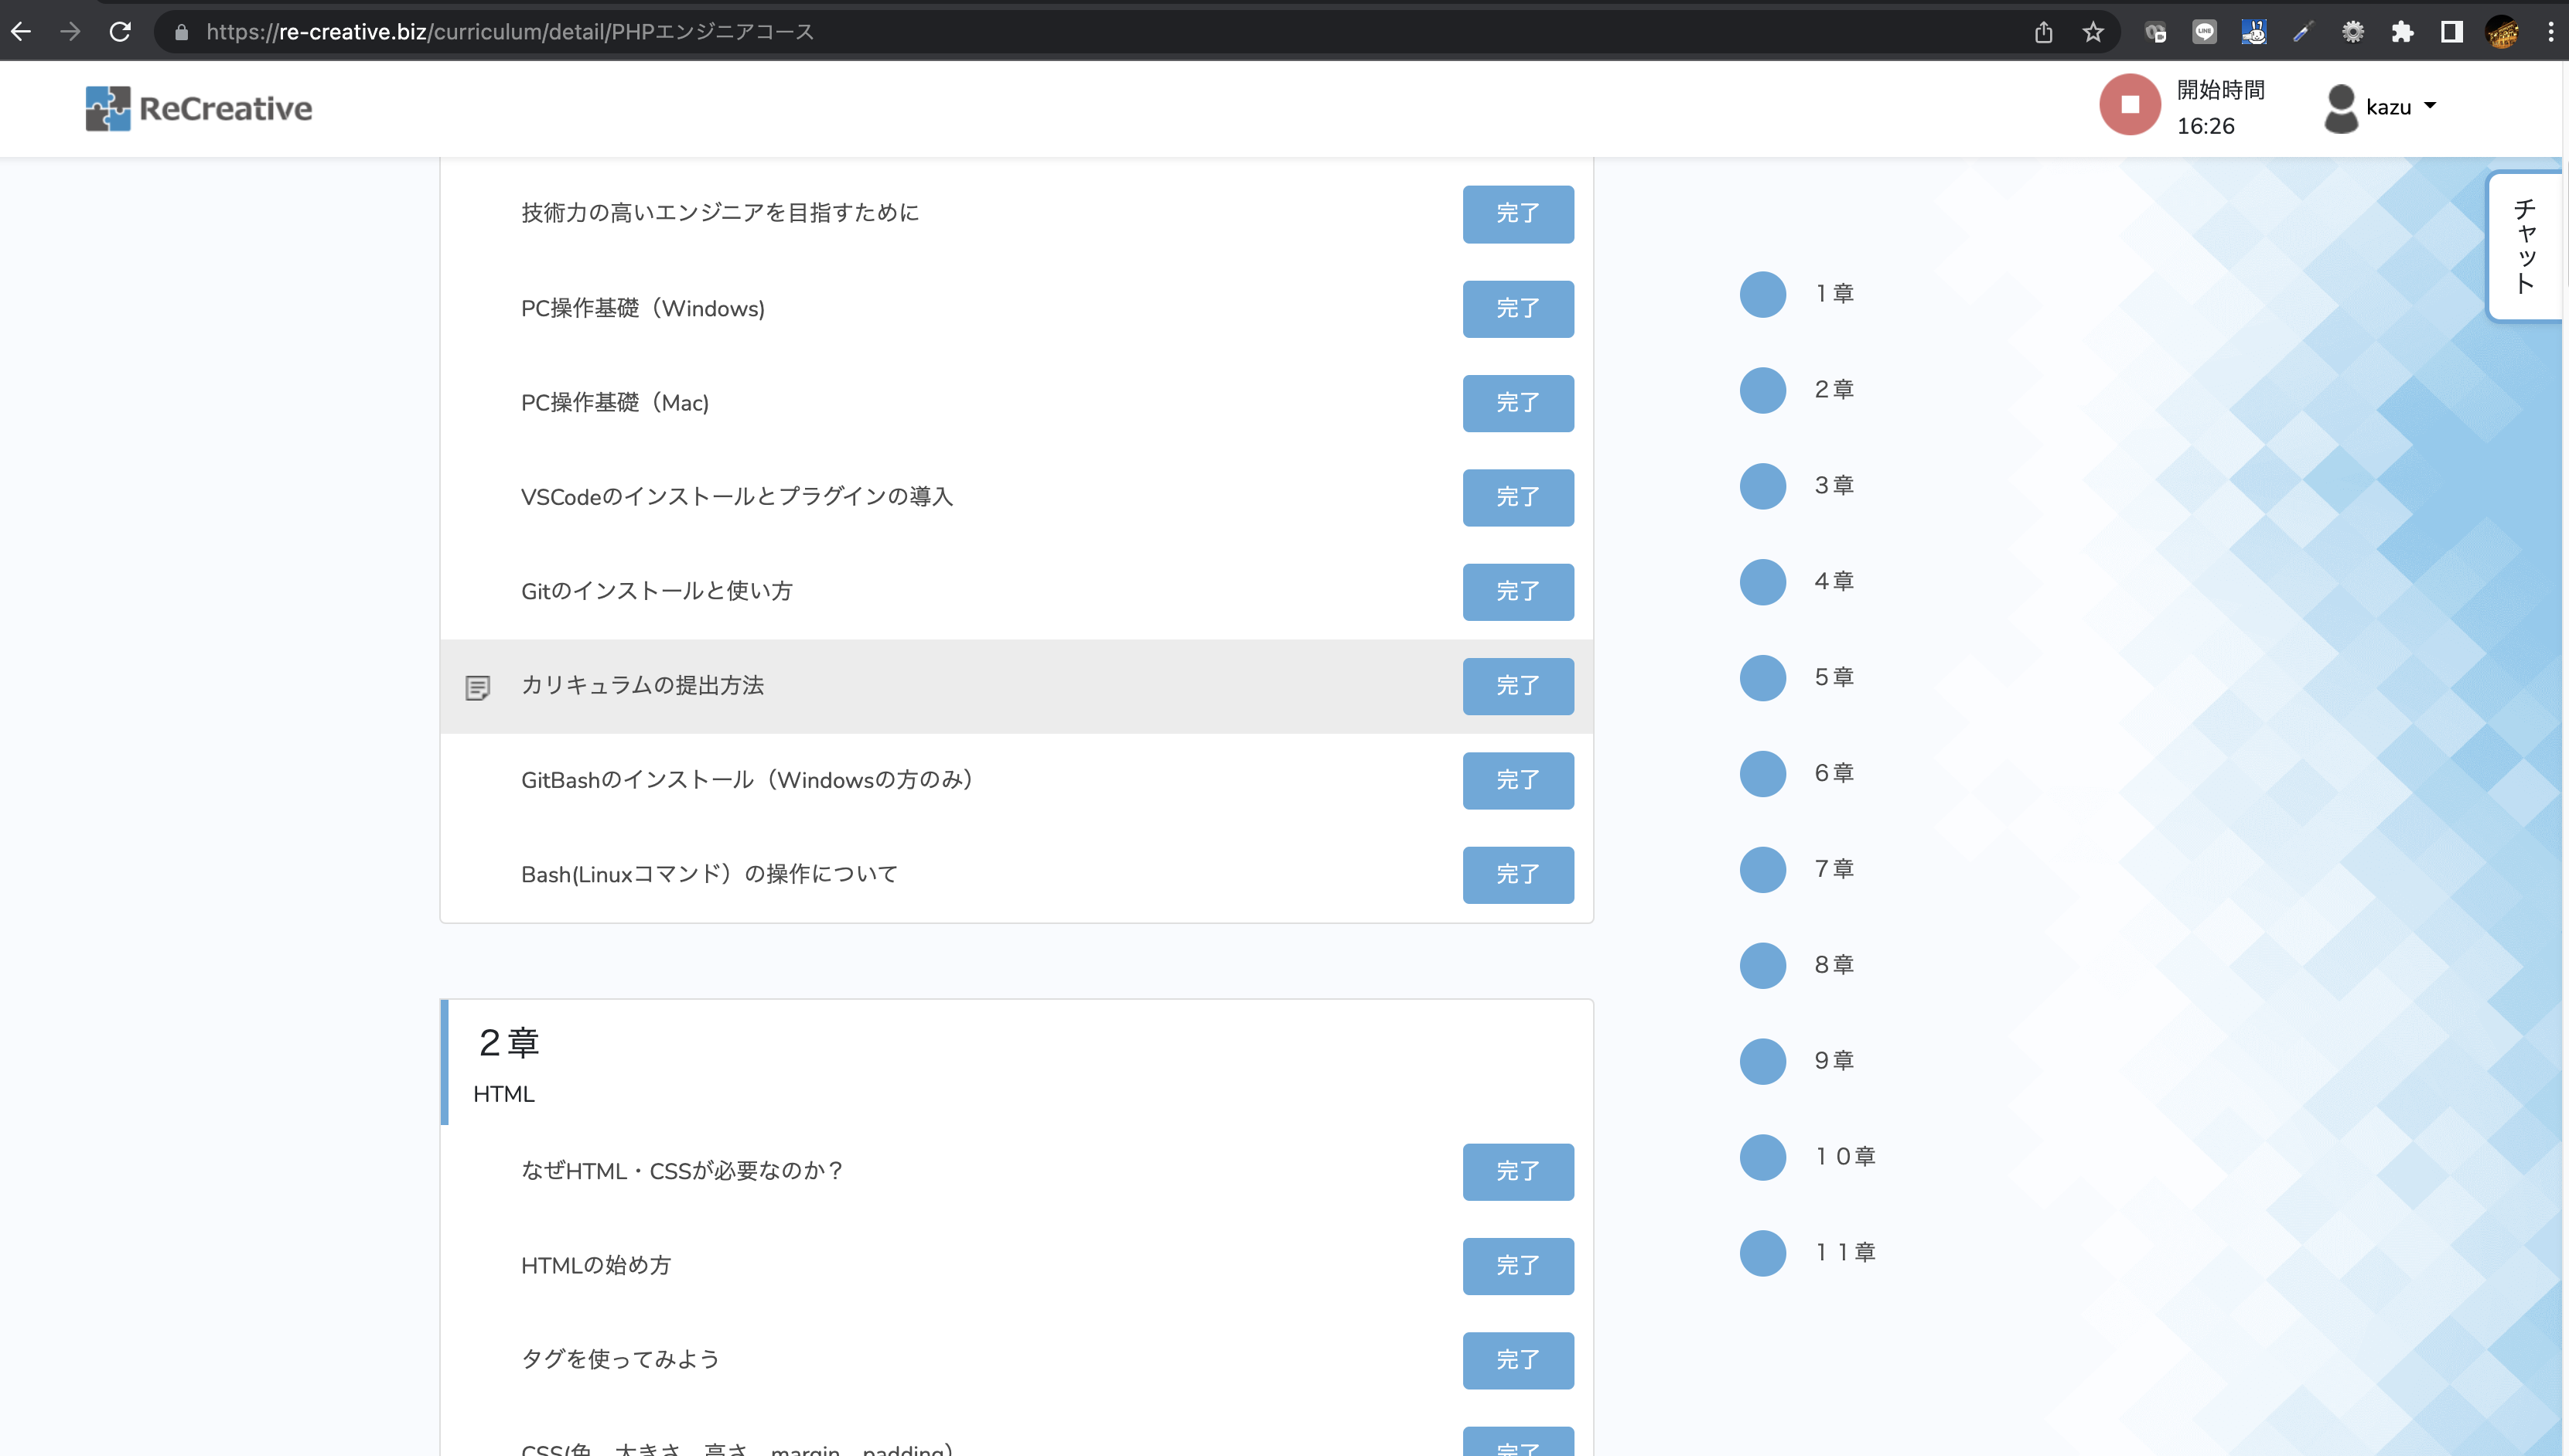 https://re-creative.biz/curriculum/detail/PHPエンジニアコース
ReCreative
開始時間
16:26
kazu
チャット
技術力の高いエンジニアを目指すために
完了
PC操作基礎（Windows)
完了
PC操作基礎（Mac)
完了
VSCodeのインストールとプラグインの導入
完了
Gitのインストールと使い方
完了
カリキュラムの提出方法
完了
GitBashのインストール（Windowsの方のみ）
完了
Bash(Linuxコマンド）の操作について
完了
２章
HTML
なぜHTML・CSSが必要なのか？
完了
HTMLの始め方
完了
タグを使ってみよう
完了
CSS(色、大きさ、高さ、margin、padding）
完了
１章
２章
３章
４章
５章
６章
７章
８章
９章
１０章
１１章